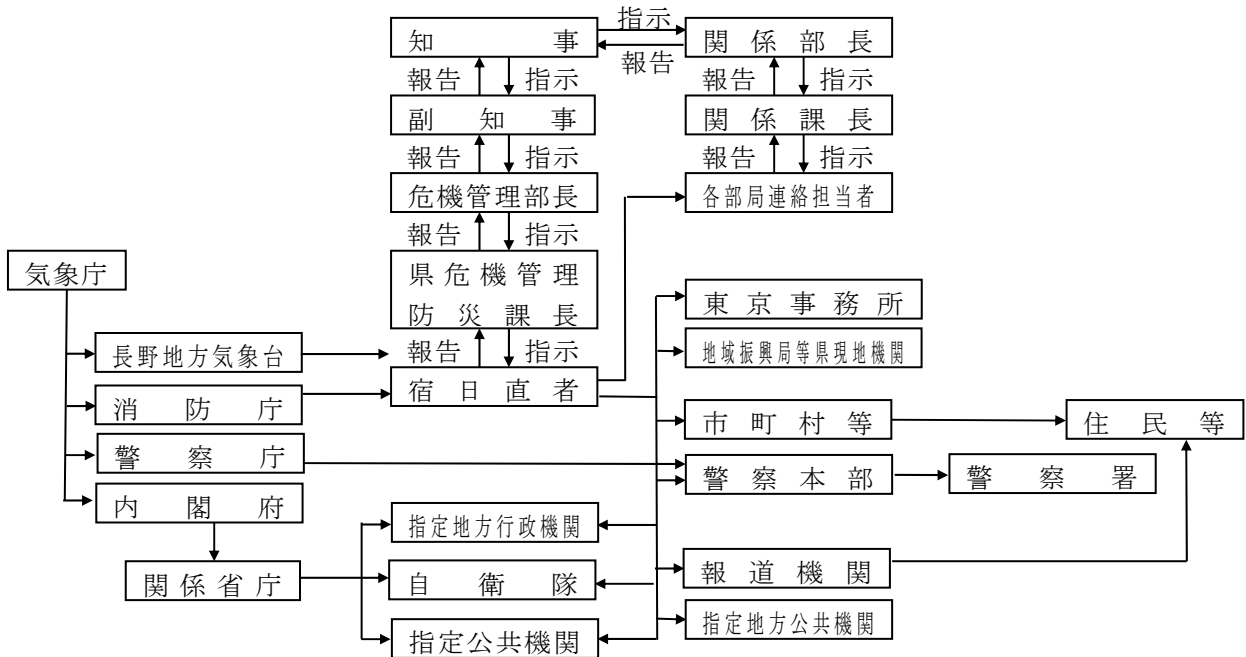 指示
知事
関係部長
報告
報告 指示
報告 指示
副知事
関係課長
報告 指示
報告 指示
危機管理部長
各部局連絡担当者
報告 指示
気象庁
県危機管理
防災課長
東京事務所
長野地方気象台
報告 指示
地域振興局等県現地機関
消防庁
宿日直者
市町村等
住民等
警察庁
警察本部
警察署
内閣府
指定地方行政機関
関係省庁
自衛隊
報道機関
指定公共機関
指定地方公共機関